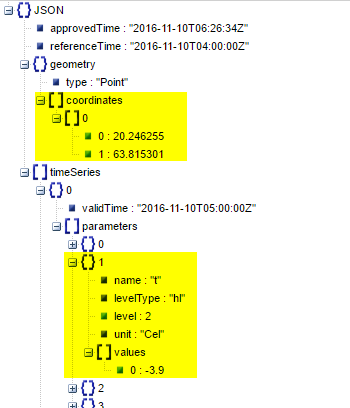 {} JSON
approvedTime : "2016-11-10T06:26:34Z"
referenceTime : "2016-11-10T04:00:00Z"
{} geometry
type : "Point"
[] coordinates
[] 0
0 : 20.246255
1 : 63.815301
[] timeSeries
{} 0
validTime : "2016-11-10T05:00:00Z"
[] parameters
{} 0
{} 1
name : "t"
levelType : "hl"
level : 2
unit : "Cel"
[] values
0 : -3.9
{} 2
{} 3